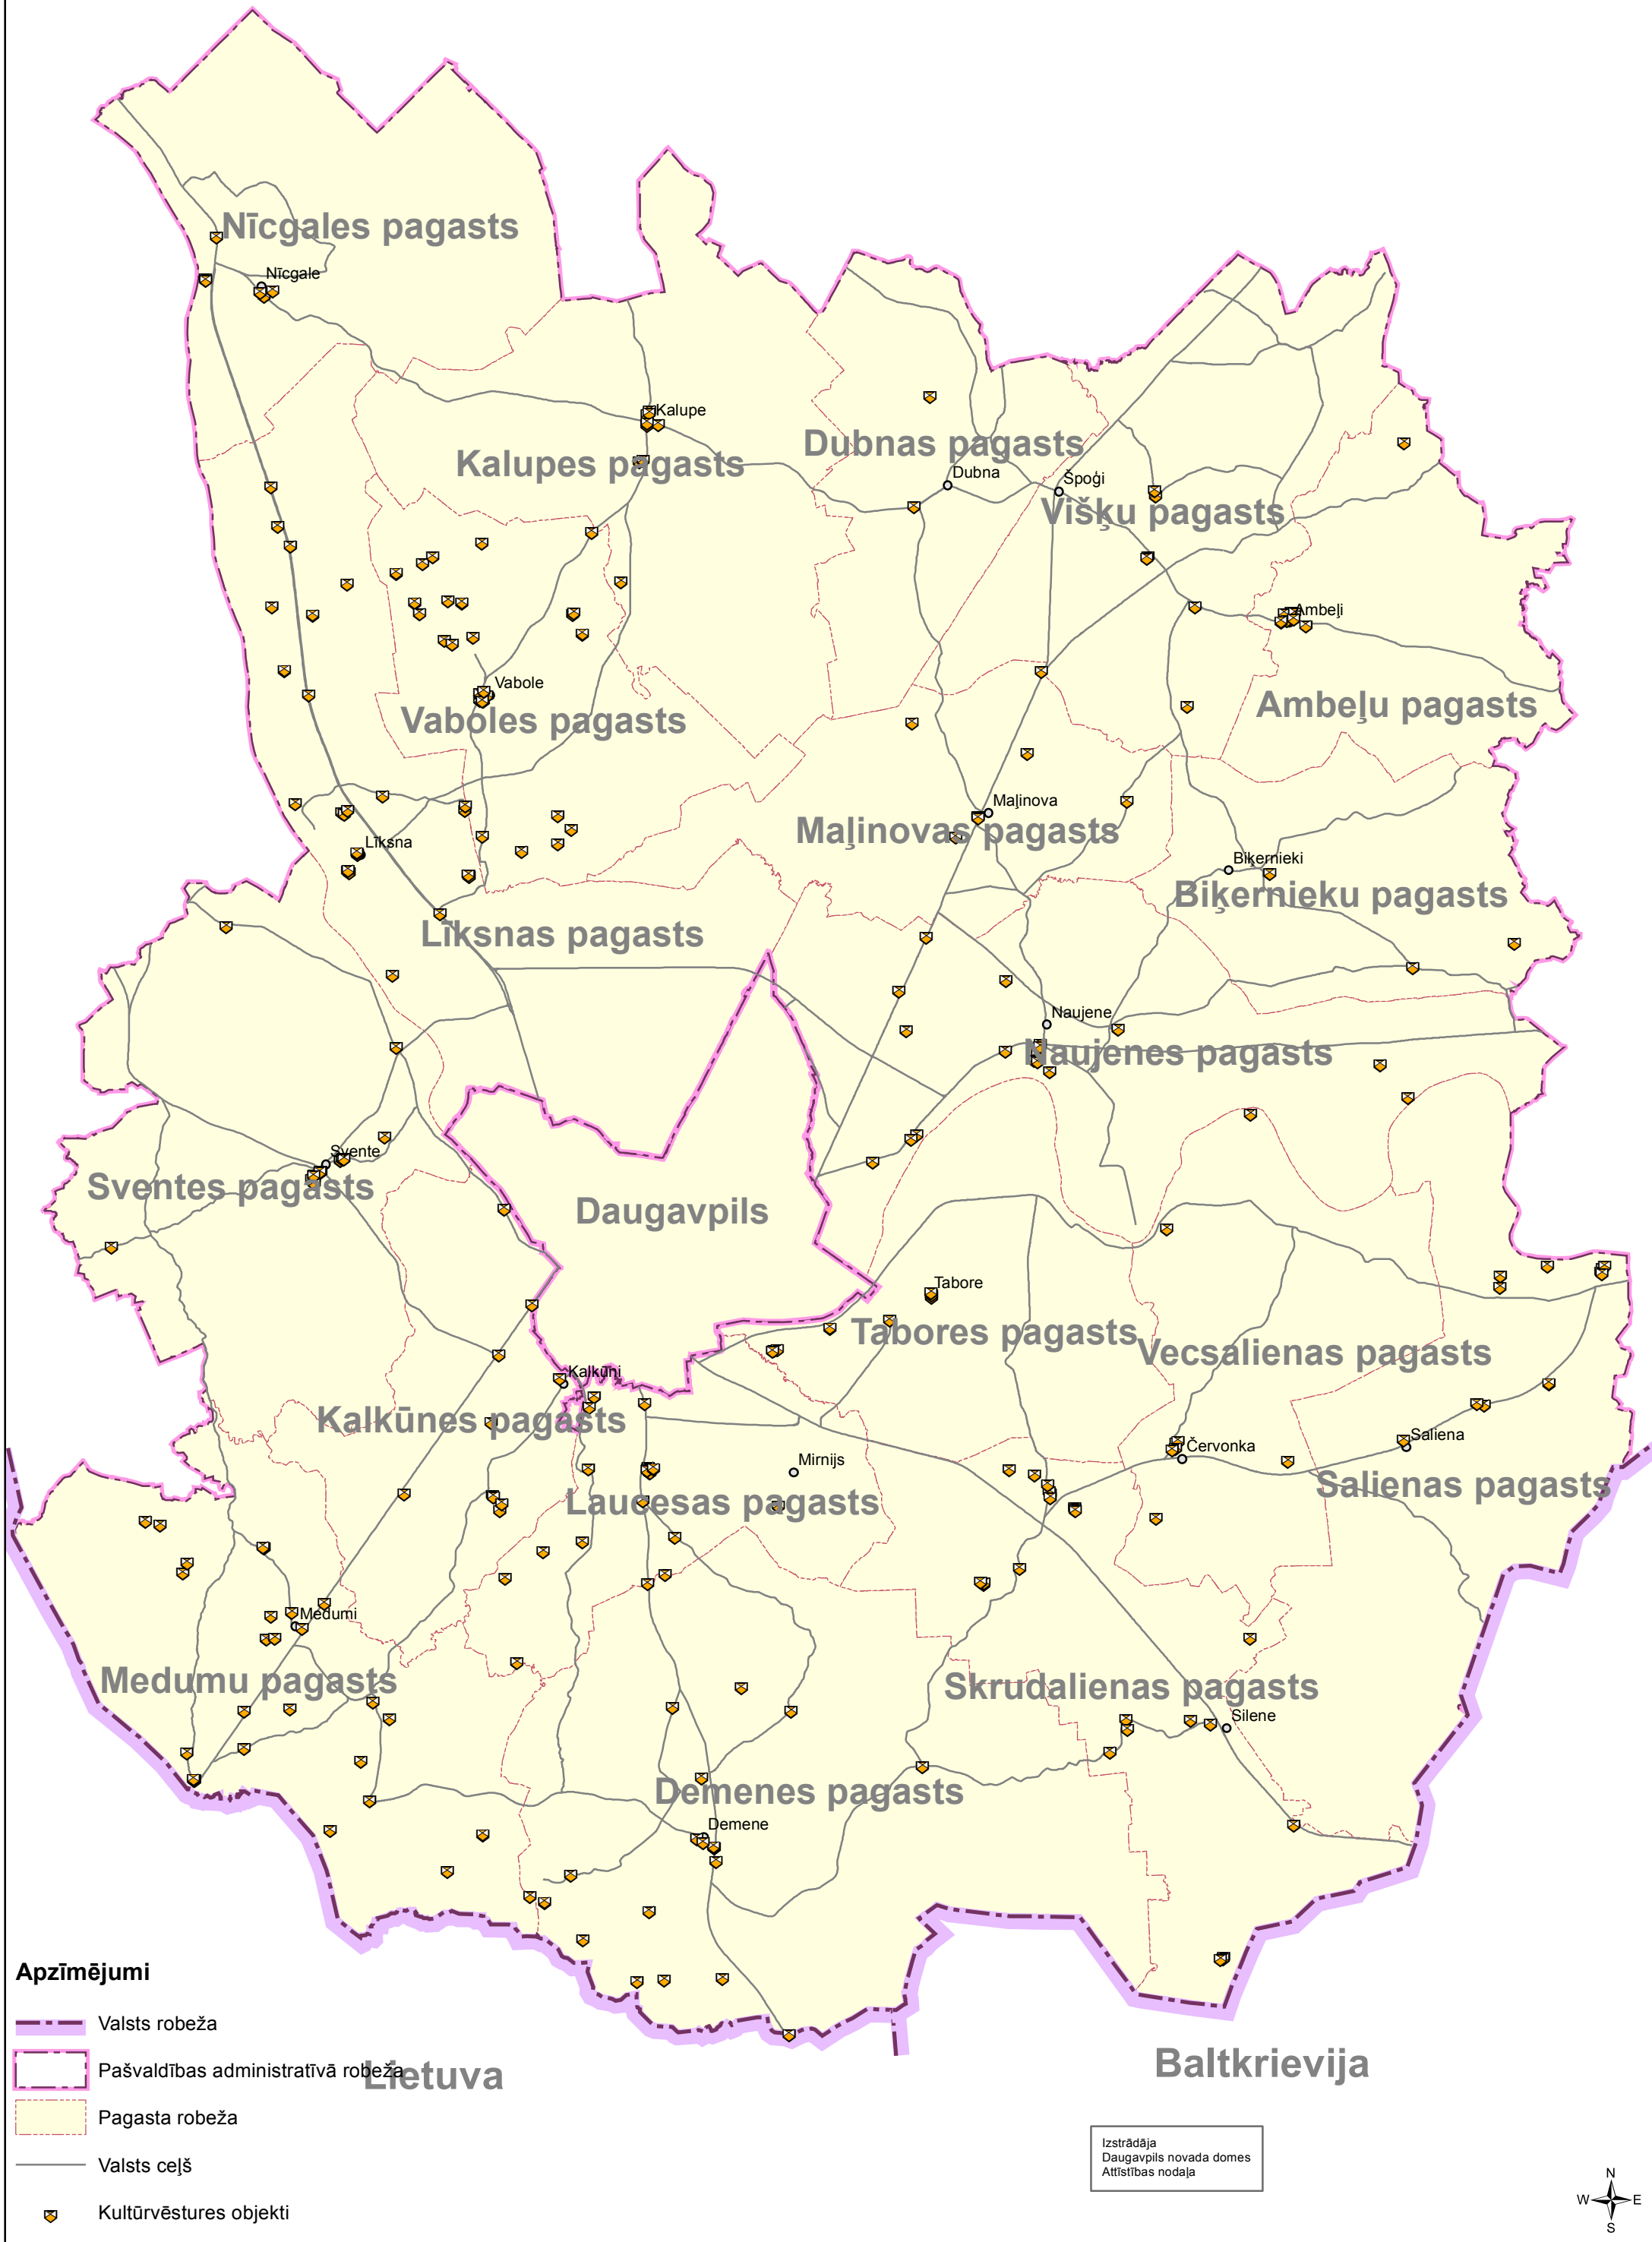 Nīcgales pagasts
Nīcgale
Kalupe
Dubnas pagasts
Kalupes pagasts
Dubna
Špoģi
Višķu pagasts
Ambeļi
Vabole
Ambeļu pagasts
Vaboles pagasts
Maļinova
Maļinovas pagasts
Līksna
Biķernieki
Biķernieku pagasts
Līksnas pagasts
Naujene
Naujenes pagasts
Svente
Sventes pagasts
Daugavpils
Tabore
Tabores pagasts
Vecsalienas pagasts
Kalkūni
Kalkūnes pagasts
Saliena
Červonka
Mirnijs
Salienas pagasts
Laucesas pagasts
Medumi
Medumu pagasts
Skrudalienas pagasts
Silene
Demenes pagasts
Demene
Apzīmējumi
Valsts robeža
Pašvaldības administratīvā robeža
Lietuva
Baltkrievija
Pagasta robeža
Valsts ceļš
Kultūrvēstures objekti
Izstrādāja
Daugavpils novada domes
Attīstības nodaļa
N
W E
S